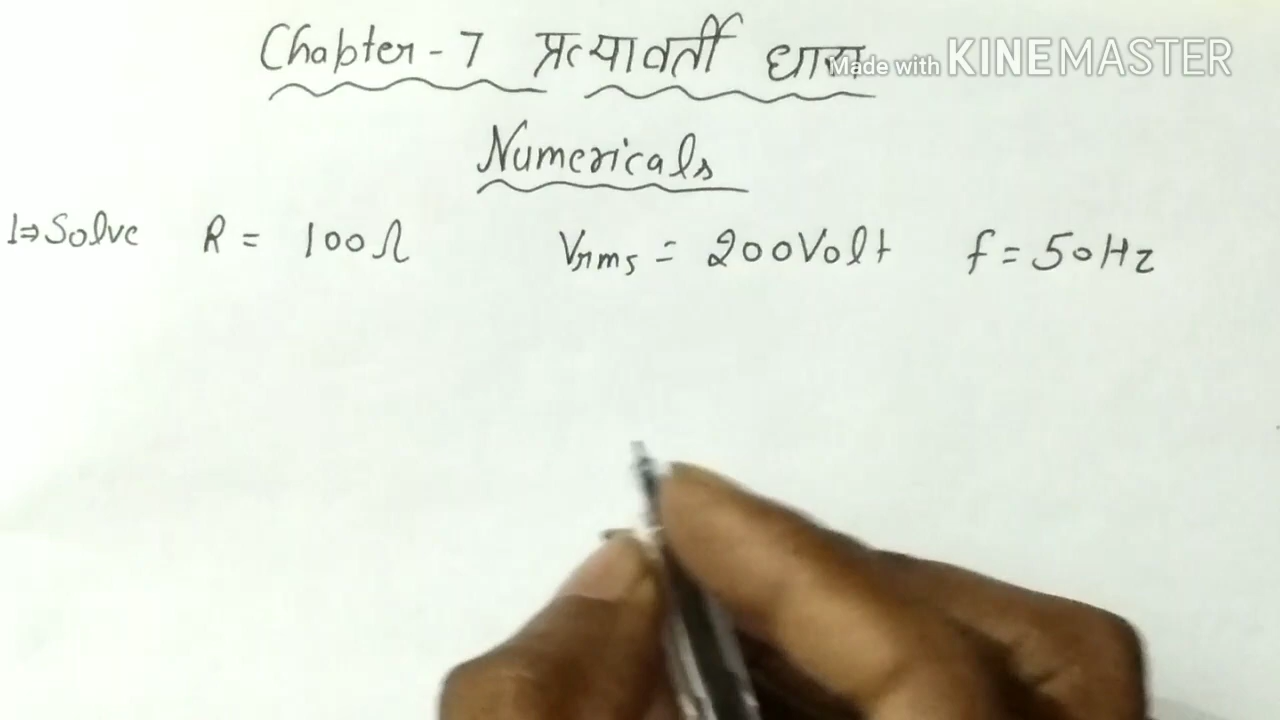 Chapter - 7 प्रत्यावर्ती धारा
Made with KINEMASTER
Numericals
1⇒ Solve R = 100Ω Vrms = 200Volt f = 50Hz